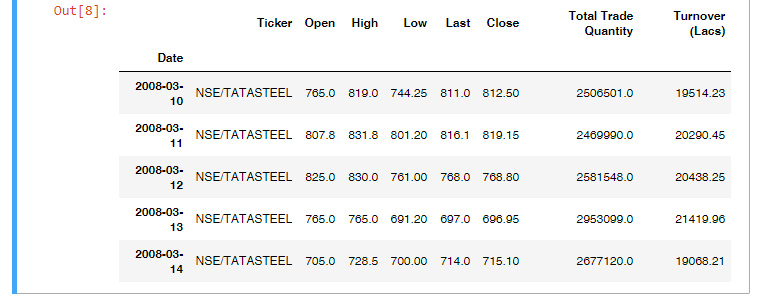 Out[8]:
Ticker Open High Low Last Close Total Trade Quantity Turnover (Lacs)
Date
2008-03-10 NSE/TATASTEEL 765.0 819.0 744.25 811.0 812.50 2506501.0 19514.23
2008-03-11 NSE/TATASTEEL 807.8 831.8 801.20 816.1 819.15 2469990.0 20290.45
2008-03-12 NSE/TATASTEEL 825.0 830.0 761.00 768.0 768.80 2581548.0 20438.25
2008-03-13 NSE/TATASTEEL 765.0 765.0 691.20 697.0 696.95 2953099.0 21419.96
2008-03-14 NSE/TATASTEEL 705.0 728.5 700.00 714.0 715.10 2677120.0 19068.21